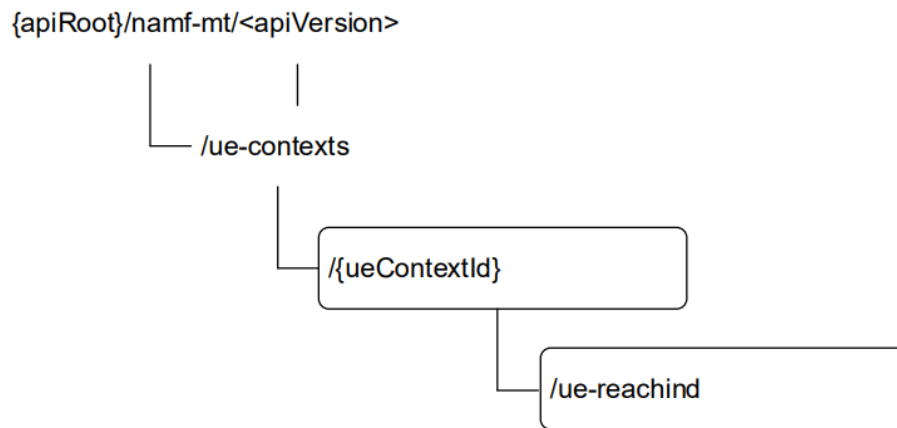 {apiRoot}/namf-mt/<apiVersion>
/ue-contexts
/{ueContextId}
/ue-reachind